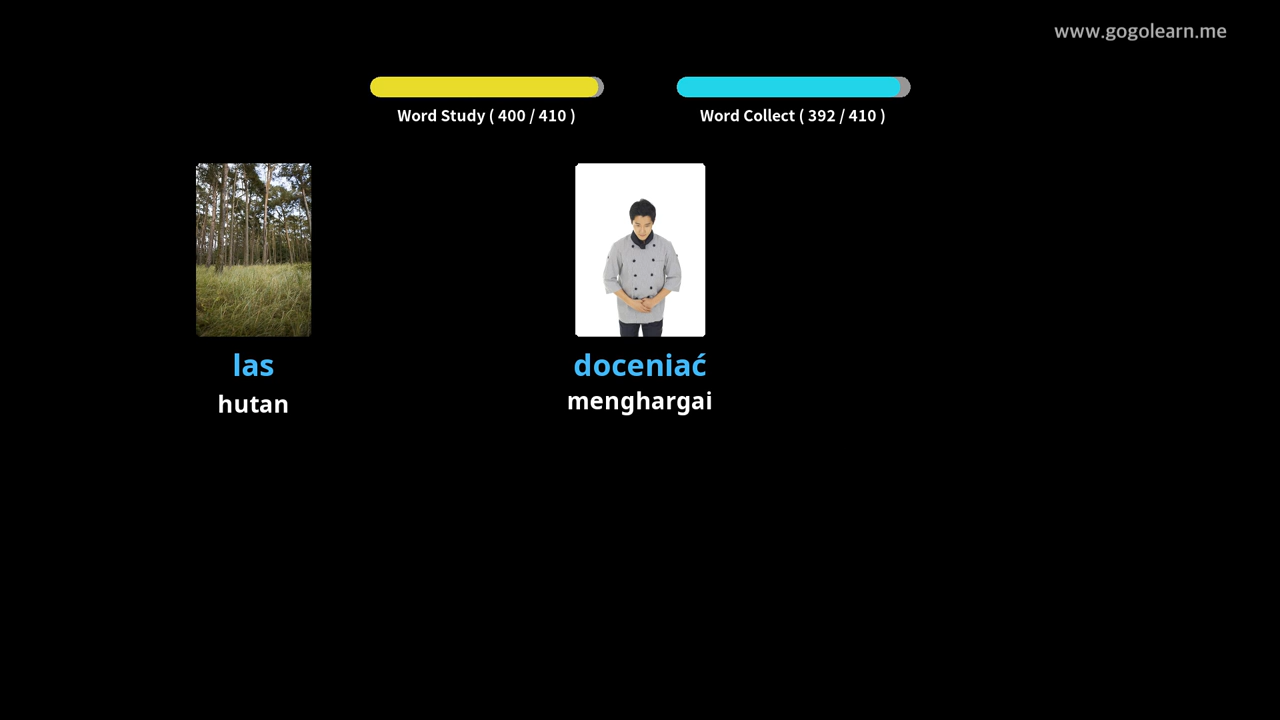 www.gogolearn.me
Word Study ( 400 / 410 )
Word Collect ( 392 / 410 )
las
hutan
doceniać
menghargai